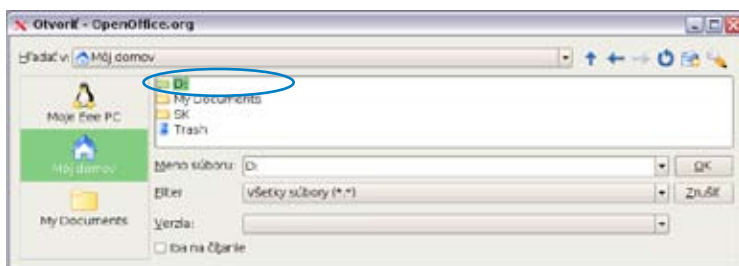 Otvoriť - OpenOffice.org
Hľadať v: Môj domov
Moje Eee PC
Môj domov
My Documents
D:
My Documents
SK
Trash
Meno súboru: D:
OK
Filter
Všetky súbory (*.*)
Zrušiť
Verzia:
Iba na čítanie